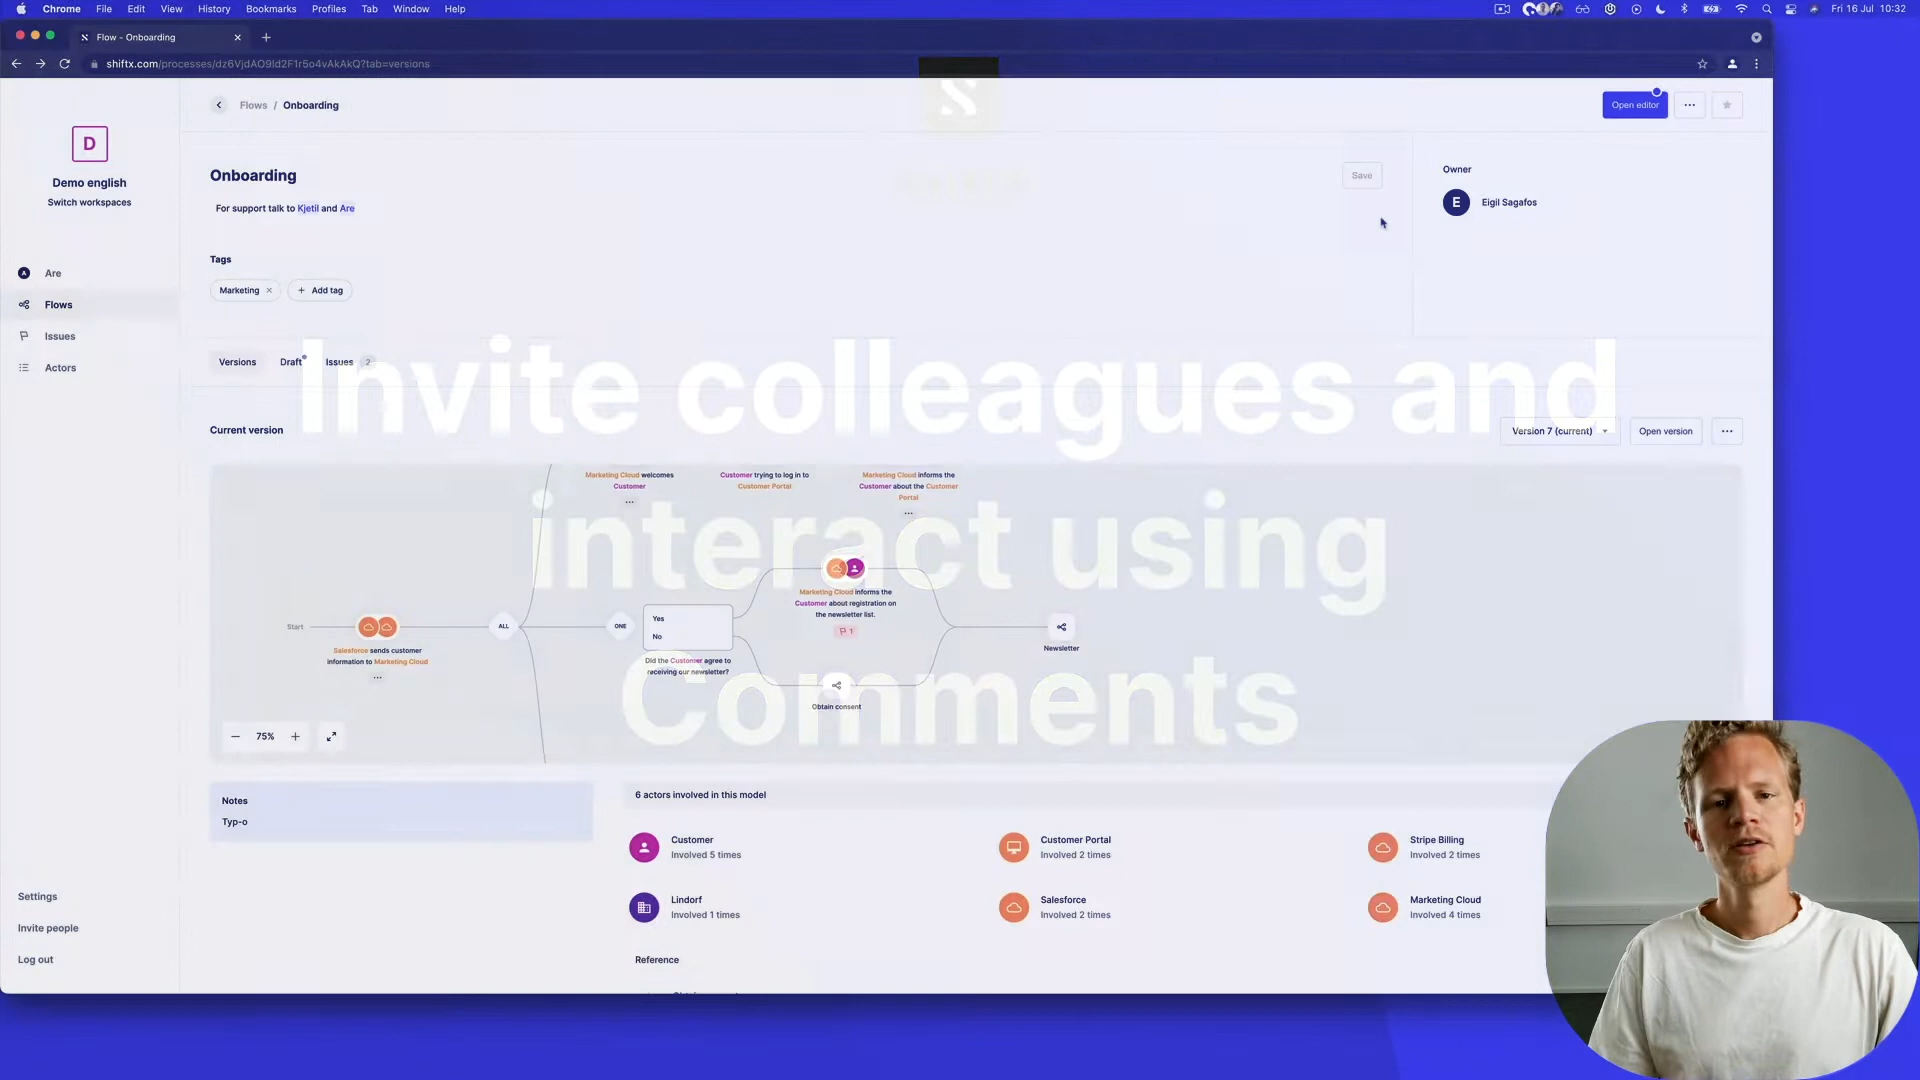 Chrome File Edit View History Bookmarks Profiles Tab Window Help
Fri 16 Jul 10:32
Flow - Onboarding
shiftx.com/processes/dz6VjdAO9ld2F1r5o4vAkAkQ?tab=versions
Flows / Onboarding
Open editor
D
Demo english
Switch workspaces
Onboarding
Save
Owner
For support talk to Kjetil and Are
E Eigil Sagafos
Tags
Marketing
Add tag
A Are
Flows
Issues
Actors
Versions Draft Issues 2
Invite colleagues and
interact using
Comments
Current version
Version 7 (current)
Open version
Marketing Cloud welcomes
Customer
Customer trying to log in to
Customer Portal
Marketing Cloud informs the
Customer about the Customer
Portal
Start
Salesforce sends customer
information to Marketing Cloud
ALL
ONE
Yes
No
Did the Customer agree to
receiving our newsletter?
Marketing Cloud informs the
Customer about registration on
the newsletter list.
1
Obtain consent
Newsletter
75%
Notes
Typ-o
6 actors involved in this model
Customer
Involved 5 times
Customer Portal
Involved 2 times
Stripe Billing
Involved 2 times
Lindorf
Involved 1 times
Salesforce
Involved 2 times
Marketing Cloud
Involved 4 times
Reference
Settings
Invite people
Log out